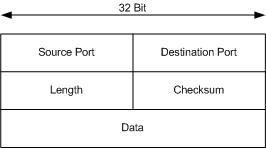 32 Bit
Source Port Destination Port
Length Checksum
Data